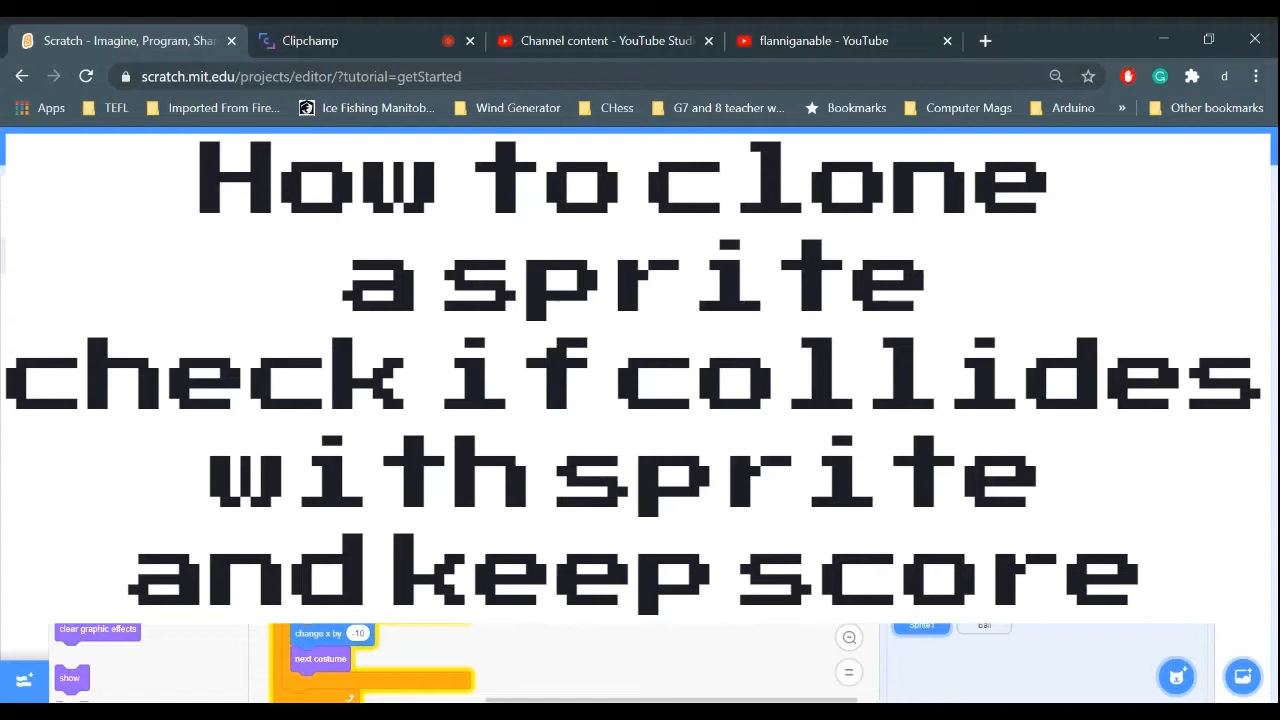 Scratch - Imagine, Program, Shar
Clipchamp
Channel content - YouTube Studi
flanniganable - YouTube
scratch.mit.edu/projects/editor/?tutorial=getStarted
d
Apps
TEFL
Imported From Fire...
Ice Fishing Manitob...
Wind Generator
CHess
G7 and 8 teacher w...
Bookmarks
Computer Mags
Arduino
»
Other bookmarks
How to clone
a sprite
check if collides
with sprite
and keep score
clear graphic effects
change x by -10
Sprite1
Ball
next costume
show